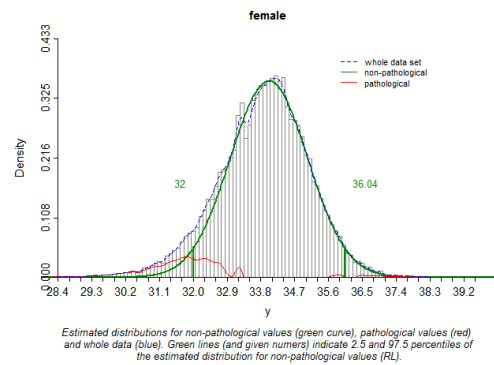 female
0.433
0.325
0.216
0.108
0.000
Density
whole data set
non-pathological
pathological
32
36.04
28.4 29.3 30.2 31.1 32.0 32.9 33.8 34.7 35.6 36.5 37.4 38.3 39.2
y
Estimated distributions for non-pathological values (green curve), pathological values (red)
and whole data (blue). Green lines (and given numers) indicate 2.5 and 97.5 percentiles of
the estimated distribution for non-pathological values (RL).